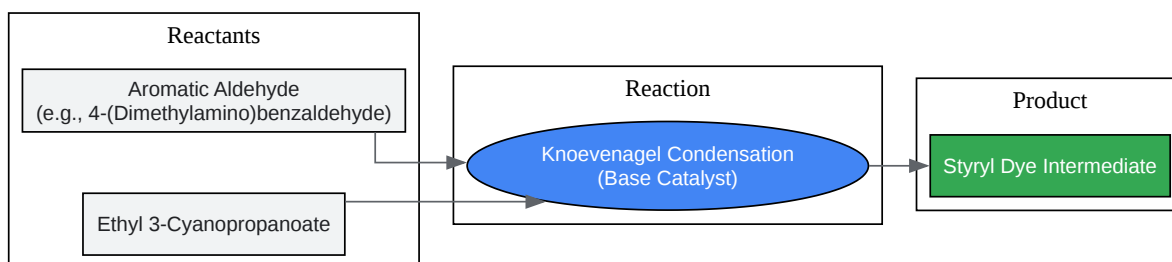 Reactants
Aromatic Aldehyde
(e.g., 4-(Dimethylamino)benzaldehyde)
Ethyl 3-Cyanopropanoate
Reaction
Knoevenagel Condensation
(Base Catalyst)
Product
Styryl Dye Intermediate